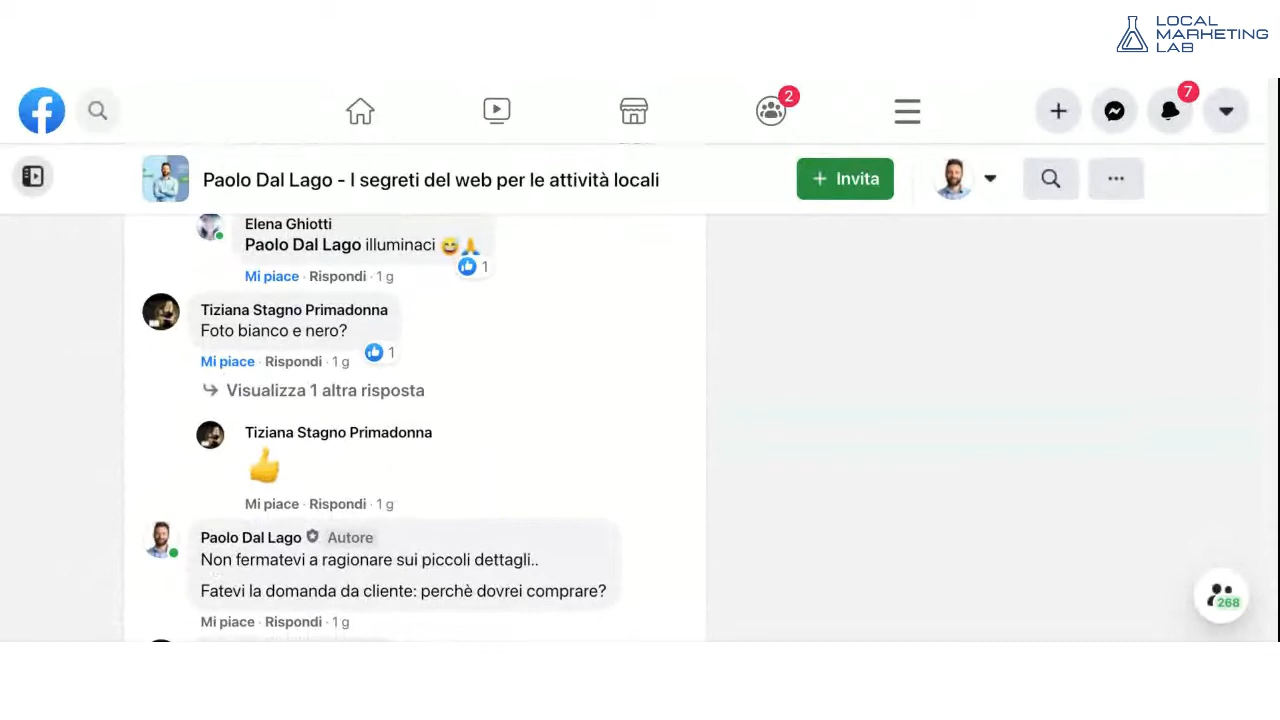 LOCAL
MARKETING
LAB
2
7
Paolo Dal Lago - I segreti del web per le attività locali
+ Invita
Elena Ghiotti
Paolo Dal Lago illuminaci 😅🙏
1
Mi piace · Rispondi · 1 g
Tiziana Stagno Primadonna
Foto bianco e nero?
1
Mi piace · Rispondi · 1 g
Visualizza 1 altra risposta
Tiziana Stagno Primadonna
👍
Mi piace · Rispondi · 1 g
Paolo Dal Lago Autore
Non fermatevi a ragionare sui piccoli dettagli..
Fatevi la domanda da cliente: perchè dovrei comprare?
Mi piace · Rispondi · 1 g
268